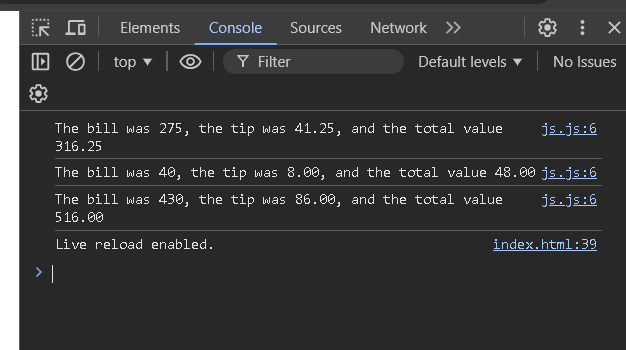 Elements Console Sources Network
top Filter Default levels No Issues
The bill was 275, the tip was 41.25, and the total value js.js:6
316.25
The bill was 40, the tip was 8.00, and the total value 48.00 js.js:6
The bill was 430, the tip was 86.00, and the total value js.js:6
516.00
Live reload enabled. index.html:39